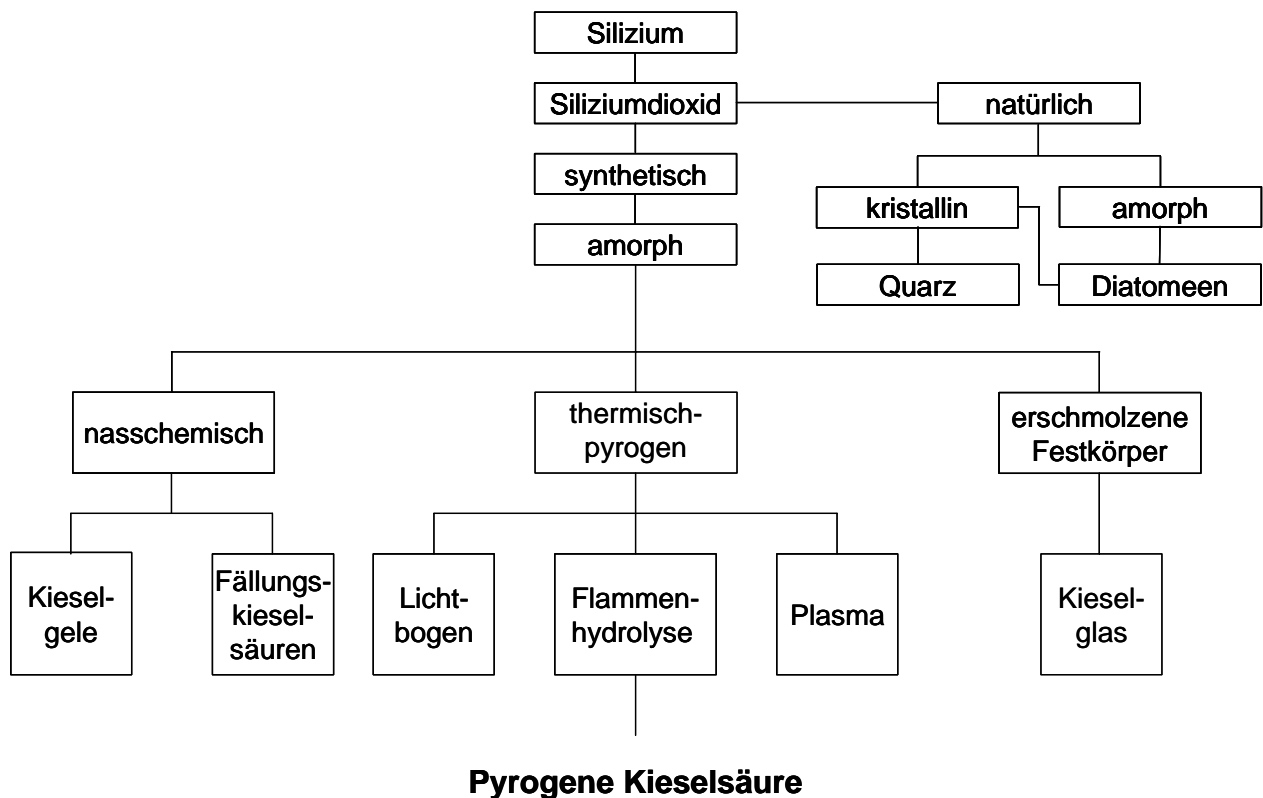 Silizium
Siliziumdioxid
natürlich
synthetisch
kristallin
amorph
amorph
Quarz
Diatomeen
nasschemisch
thermisch-
pyrogen
erschmolzene
Festkörper
Kiesel-
gele
Fällungs-
kiesel-
säuren
Licht-
bogen
Flammen-
hydrolyse
Plasma
Kiesel-
glas
Pyrogene Kieselsäure